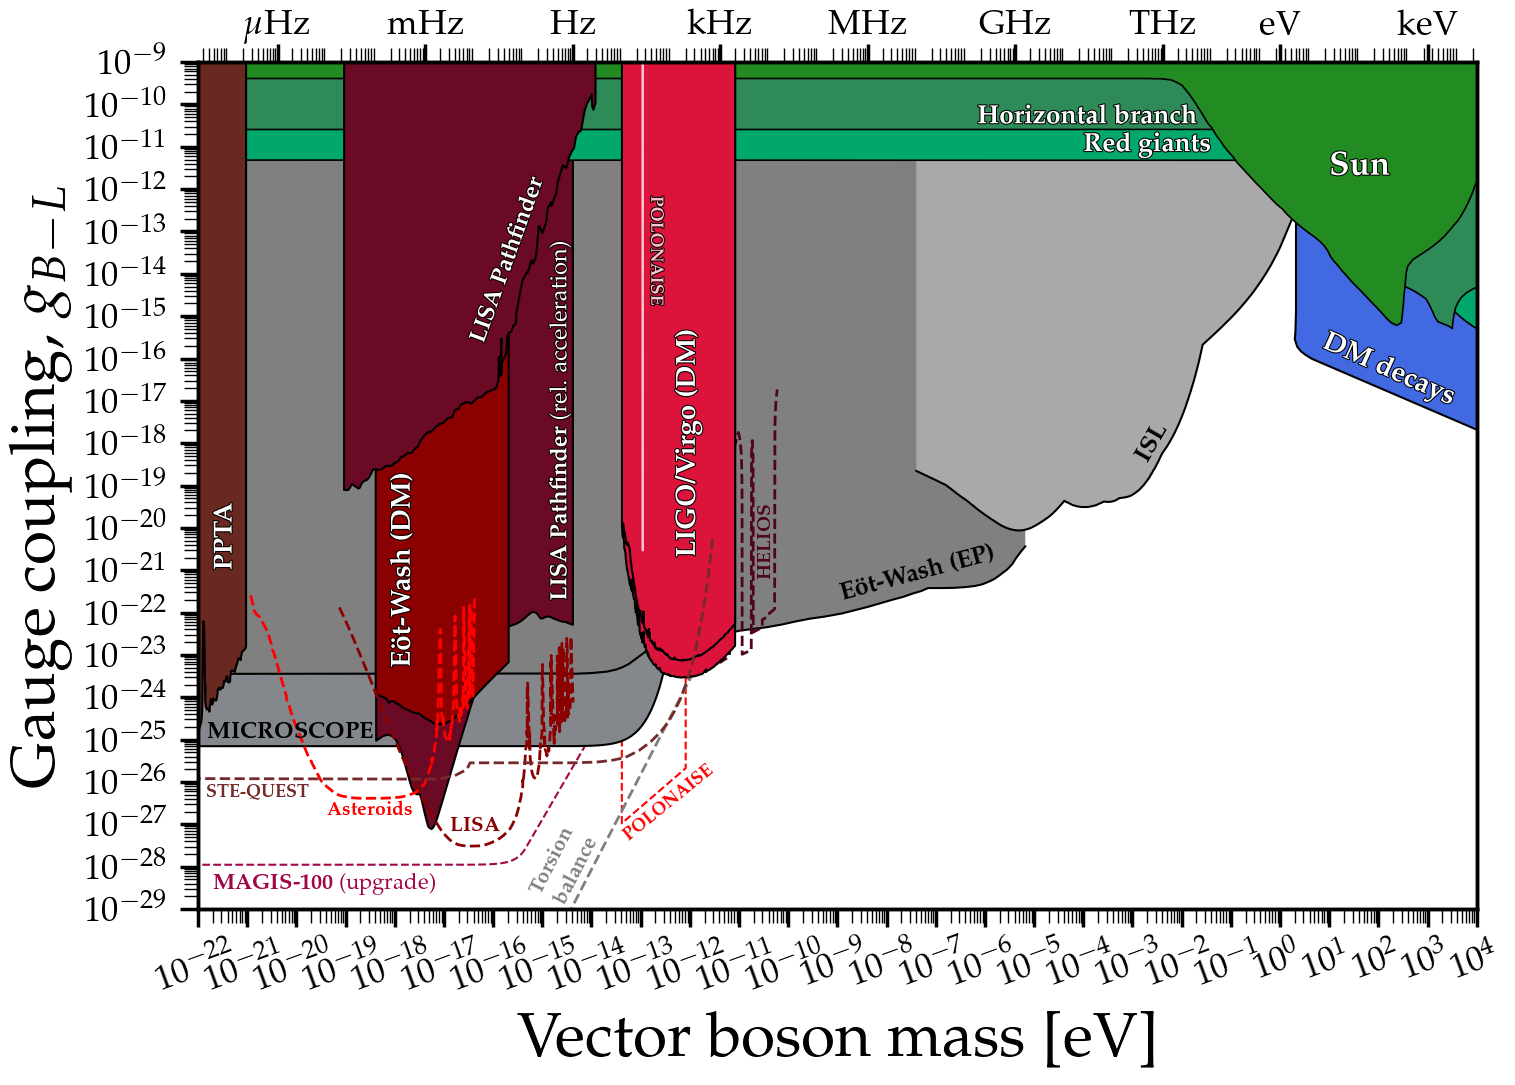 μHz mHz Hz kHz MHz GHz THz eV keV
Gauge coupling, g_{B−L}
10⁻⁹
10⁻¹⁰
10⁻¹¹
10⁻¹²
10⁻¹³
10⁻¹⁴
10⁻¹⁵
10⁻¹⁶
10⁻¹⁷
10⁻¹⁸
10⁻¹⁹
10⁻²⁰
10⁻²¹
10⁻²²
10⁻²³
10⁻²⁴
10⁻²⁵
10⁻²⁶
10⁻²⁷
10⁻²⁸
10⁻²⁹
Horizontal branch
Red giants
Sun
DM decays
LISA Pathfinder
LISA Pathfinder (rel. acceleration)
POLONAISE
LIGO/Virgo (DM)
HELIOS
ISL
Eöt-Wash (EP)
PPTA
Eöt-Wash (DM)
MICROSCOPE
STE-QUEST
Asteroids
LISA
POLONAISE
Torsion
balance
MAGIS-100 (upgrade)
10⁻²² 10⁻²¹ 10⁻²⁰ 10⁻¹⁹ 10⁻¹⁸ 10⁻¹⁷ 10⁻¹⁶ 10⁻¹⁵ 10⁻¹⁴ 10⁻¹³ 10⁻¹² 10⁻¹¹ 10⁻¹⁰ 10⁻⁹ 10⁻⁸ 10⁻⁷ 10⁻⁶ 10⁻⁵ 10⁻⁴ 10⁻³ 10⁻² 10⁻¹ 10⁰ 10¹ 10² 10³ 10⁴
Vector boson mass [eV]